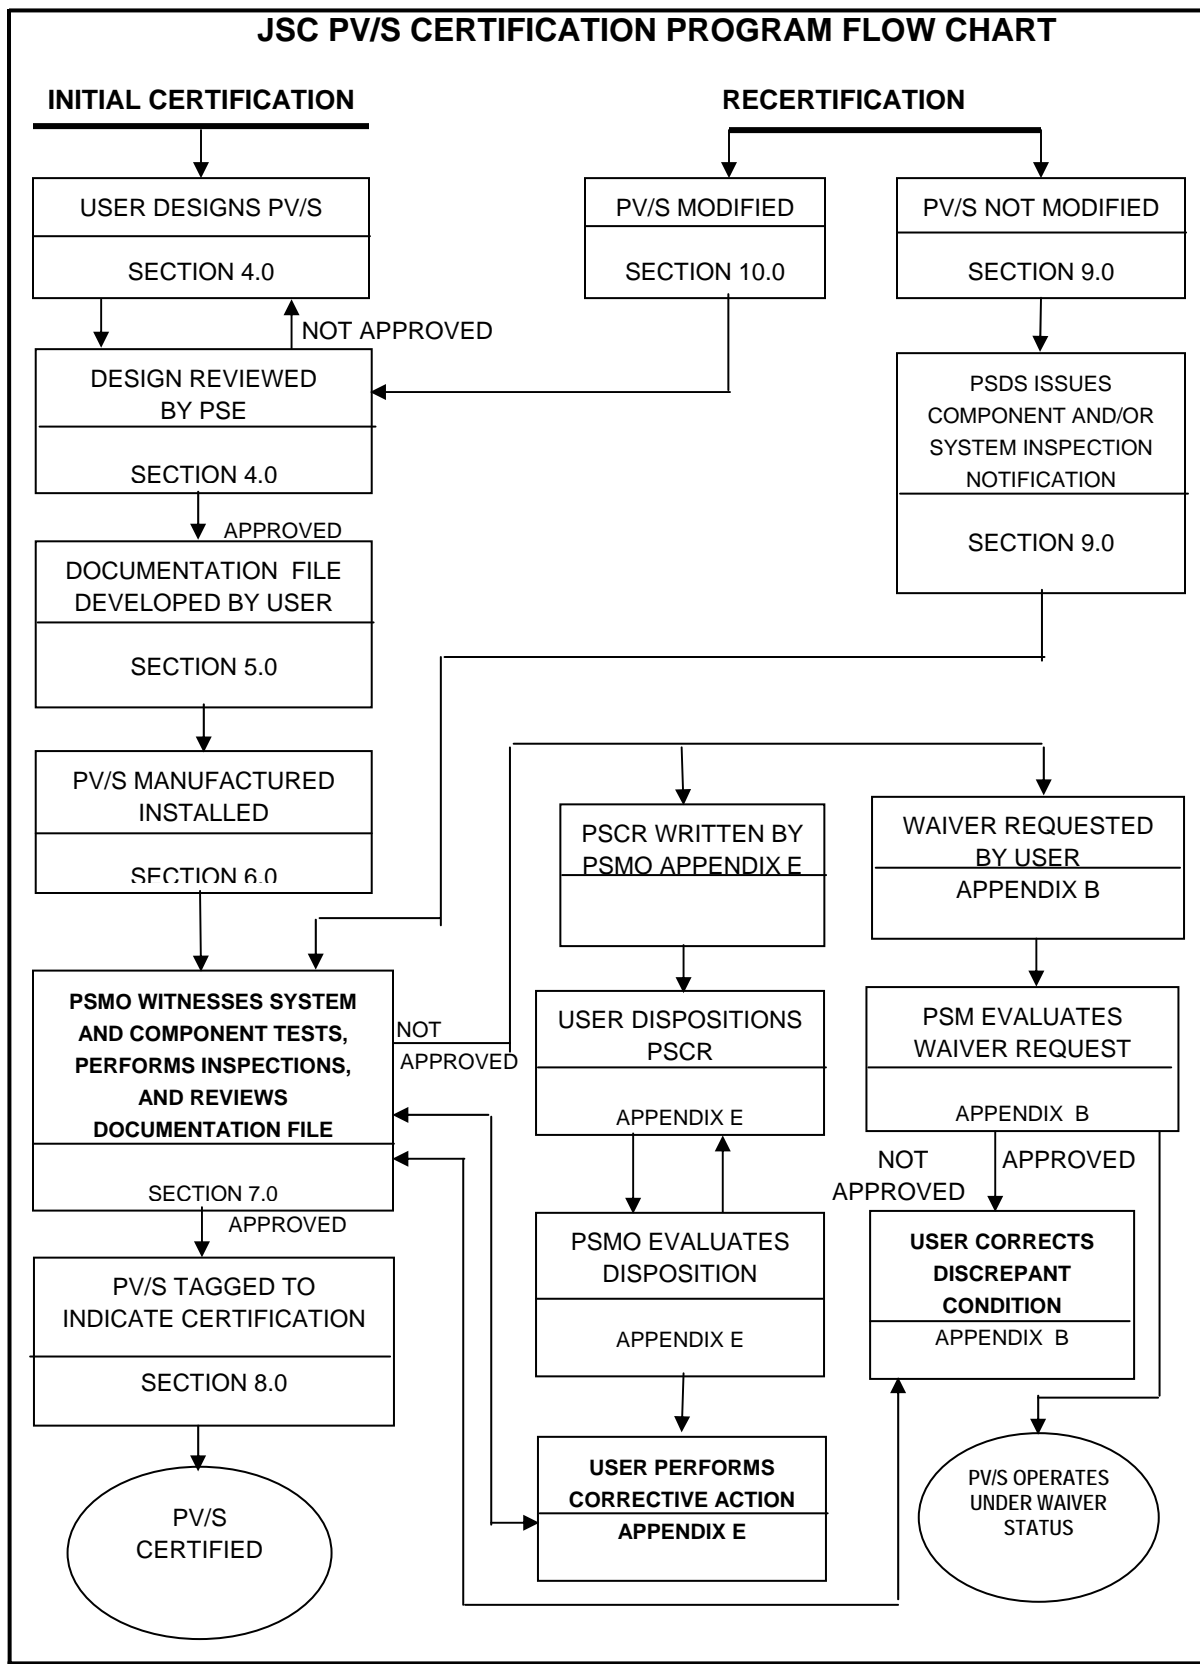 JSC PV/S CERTIFICATION PROGRAM FLOW CHART
INITIAL CERTIFICATION
RECERTIFICATION
USER DESIGNS PV/S
SECTION 4.0
PV/S MODIFIED
SECTION 10.0
PV/S NOT MODIFIED
SECTION 9.0
NOT APPROVED
DESIGN REVIEWED
BY PSE
SECTION 4.0
PSDS ISSUES
COMPONENT AND/OR
SYSTEM INSPECTION
NOTIFICATION
SECTION 9.0
APPROVED
DOCUMENTATION FILE
DEVELOPED BY USER
SECTION 5.0
PV/S MANUFACTURED
INSTALLED
SECTION 6.0
PSCR WRITTEN BY
PSMO APPENDIX E
WAIVER REQUESTED
BY USER
APPENDIX B
PSMO WITNESSES SYSTEM
AND COMPONENT TESTS,
PERFORMS INSPECTIONS,
AND REVIEWS
DOCUMENTATION FILE
SECTION 7.0
NOT
APPROVED
USER DISPOSITIONS
PSCR
APPENDIX E
PSM EVALUATES
WAIVER REQUEST
APPENDIX B
NOT
APPROVED
APPROVED
APPROVED
PV/S TAGGED TO
INDICATE CERTIFICATION
SECTION 8.0
PSMO EVALUATES
DISPOSITION
APPENDIX E
USER CORRECTS
DISCREPANT
CONDITION
APPENDIX B
USER PERFORMS
CORRECTIVE ACTION
APPENDIX E
PV/S OPERATES
UNDER WAIVER
STATUS
PV/S
CERTIFIED